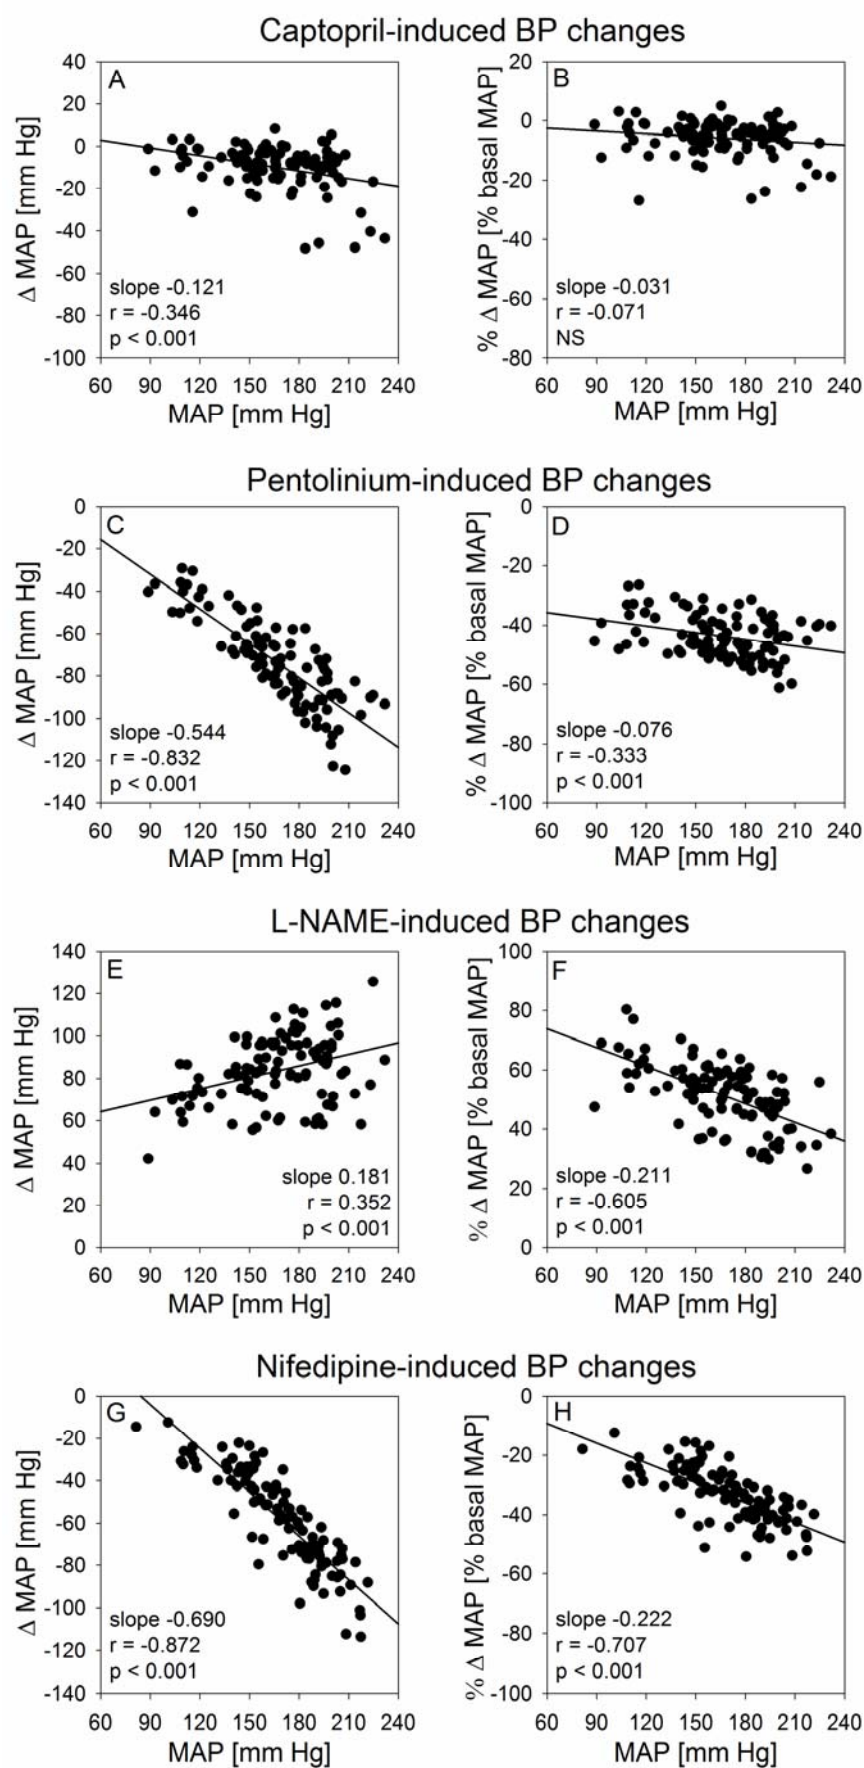 Captopril-induced BP changes
A
40
20
0
-20
-40
-60
-80
-100
Δ MAP [mm Hg]
slope -0.121
r = -0.346
p < 0.001
60 90 120 150 180 210 240
MAP [mm Hg]
B
20
0
-20
-40
-60
-80
% Δ MAP [% basal MAP]
slope -0.031
r = -0.071
NS
60 90 120 150 180 210 240
MAP [mm Hg]
Pentolinium-induced BP changes
C
0
-20
-40
-60
-80
-100
-120
-140
Δ MAP [mm Hg]
slope -0.544
r = -0.832
p < 0.001
60 90 120 150 180 210 240
MAP [mm Hg]
D
0
-20
-40
-60
-80
-100
% Δ MAP [% basal MAP]
slope -0.076
r = -0.333
p < 0.001
60 90 120 150 180 210 240
MAP [mm Hg]
L-NAME-induced BP changes
E
140
120
100
80
60
40
20
0
Δ MAP [mm Hg]
slope 0.181
r = 0.352
p < 0.001
60 90 120 150 180 210 240
MAP [mm Hg]
F
100
80
60
40
20
0
% Δ MAP [% basal MAP]
slope -0.211
r = -0.605
p < 0.001
60 90 120 150 180 210 240
MAP [mm Hg]
Nifedipine-induced BP changes
G
0
-20
-40
-60
-80
-100
-120
-140
Δ MAP [mm Hg]
slope -0.690
r = -0.872
p < 0.001
60 90 120 150 180 210 240
MAP [mm Hg]
H
0
-20
-40
-60
-80
-100
% Δ MAP [% basal MAP]
slope -0.222
r = -0.707
p < 0.001
60 90 120 150 180 210 240
MAP [mm Hg]